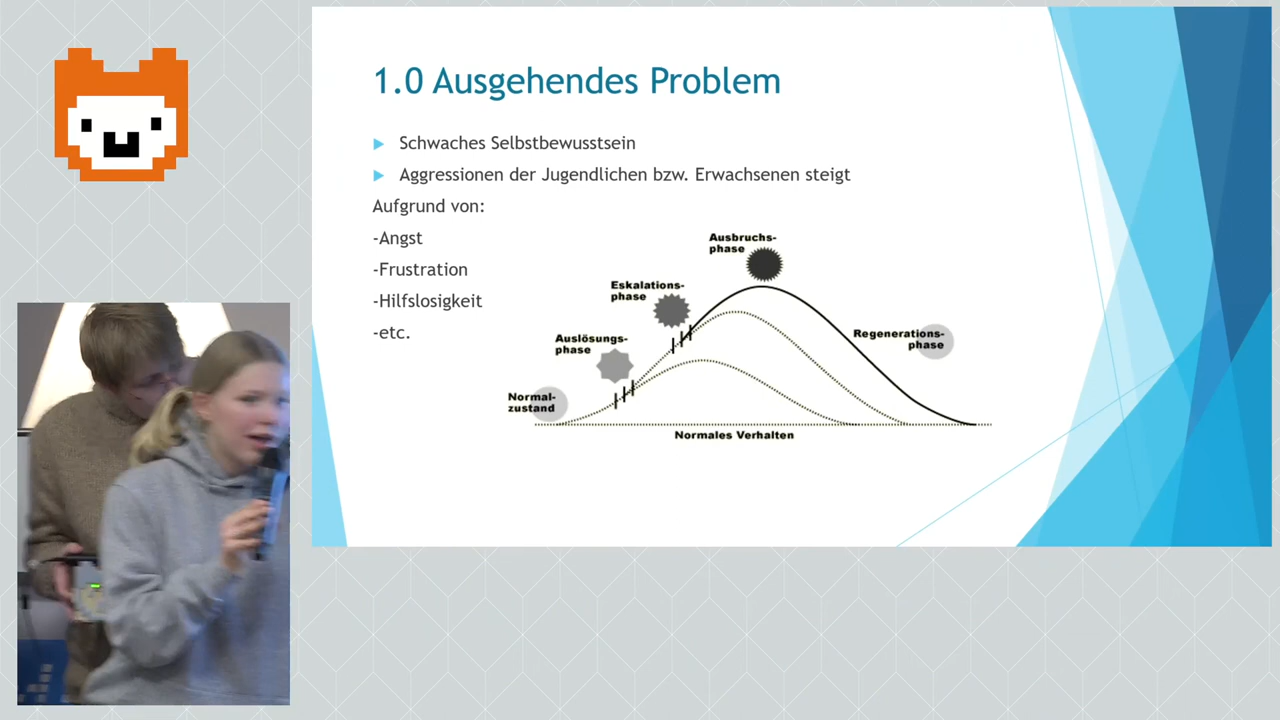 1.0 Ausgehendes Problem
Schwaches Selbstbewusstsein
Aggressionen der Jugendlichen bzw. Erwachsenen steigt
Aufgrund von:
-Angst
-Frustration
-Hilfslosigkeit
-etc.
Ausbruchs-
phase
Eskalations-
phase
Auslösungs-
phase
Regenerations-
phase
Normal-
zustand
Normales Verhalten